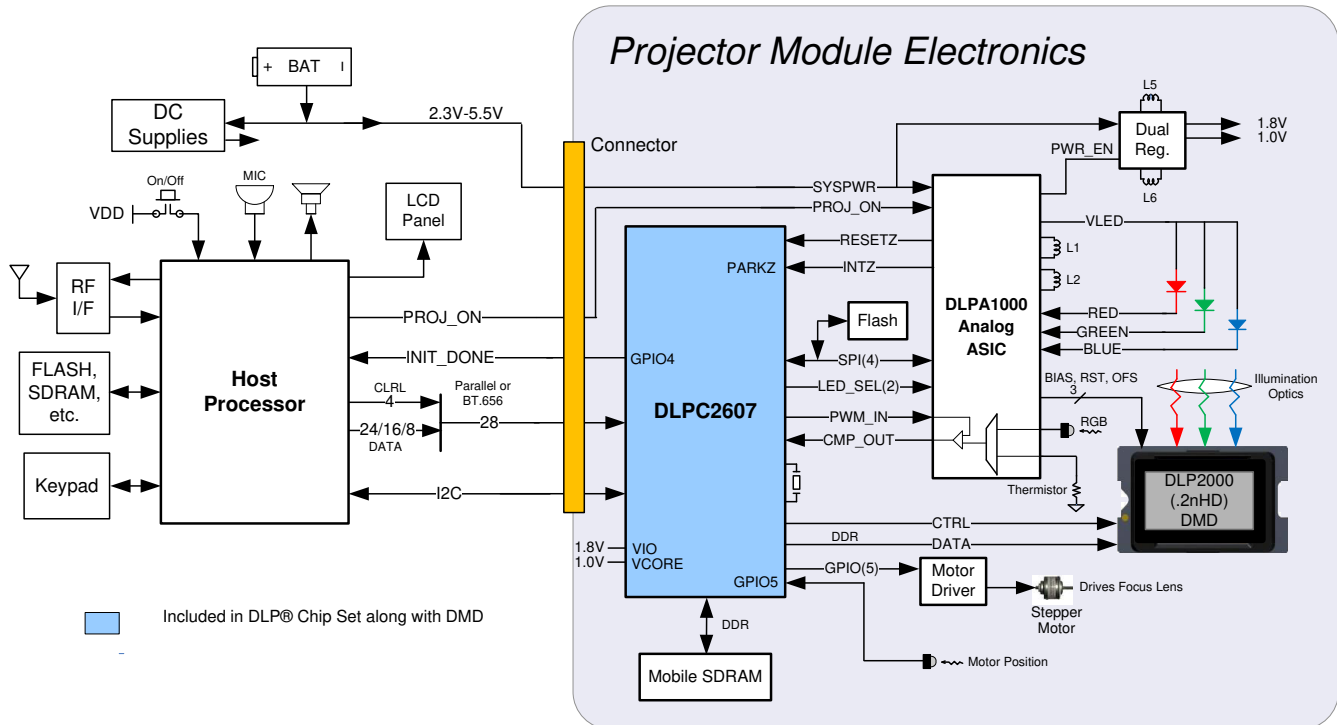 Projector Module Electronics
+ BAT I
DC
Supplies
2.3V-5.5V
Connector
L5
Dual
Reg.
L6
1.8V
1.0V
PWR_EN
On/Off
MIC
VDD
LCD
Panel
SYSPWR
PROJ_ON
VLED
RESETZ
PARKZ
INTZ
L1
L2
RF
I/F
PROJ_ON
DLPA1000
Analog
ASIC
RED
GREEN
BLUE
Flash
INIT_DONE
GPIO4
SPI(4)
FLASH,
SDRAM,
etc.
Host
Processor
CLRL
4
Parallel or
BT.656
28
24/16/8
DATA
DLPC2607
LED_SEL(2)
PWM_IN
CMP_OUT
BIAS, RST, OFS
3
Illumination
Optics
RGB
Thermistor
Keypad
I2C
DLP2000
(.2nHD)
DMD
CTRL
DDR
DATA
1.8V
VIO
1.0V
VCORE
GPIO5
GPIO(5)
Motor
Driver
Stepper
Motor
Drives Focus Lens
Included in DLP® Chip Set along with DMD
DDR
Mobile SDRAM
Motor Position